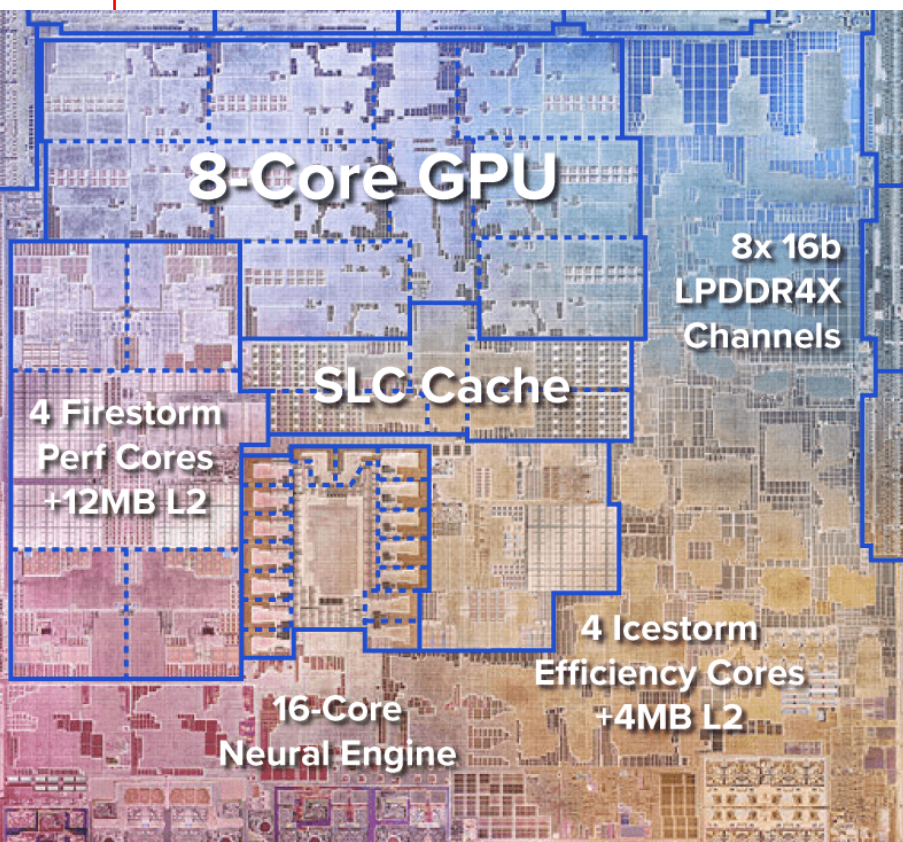 8-Core GPU
8x 16b
LPDDR4X
Channels
SLC Cache
4 Firestorm
Perf Cores
+12MB L2
4 Icestorm
Efficiency Cores
+4MB L2
16-Core
Neural Engine